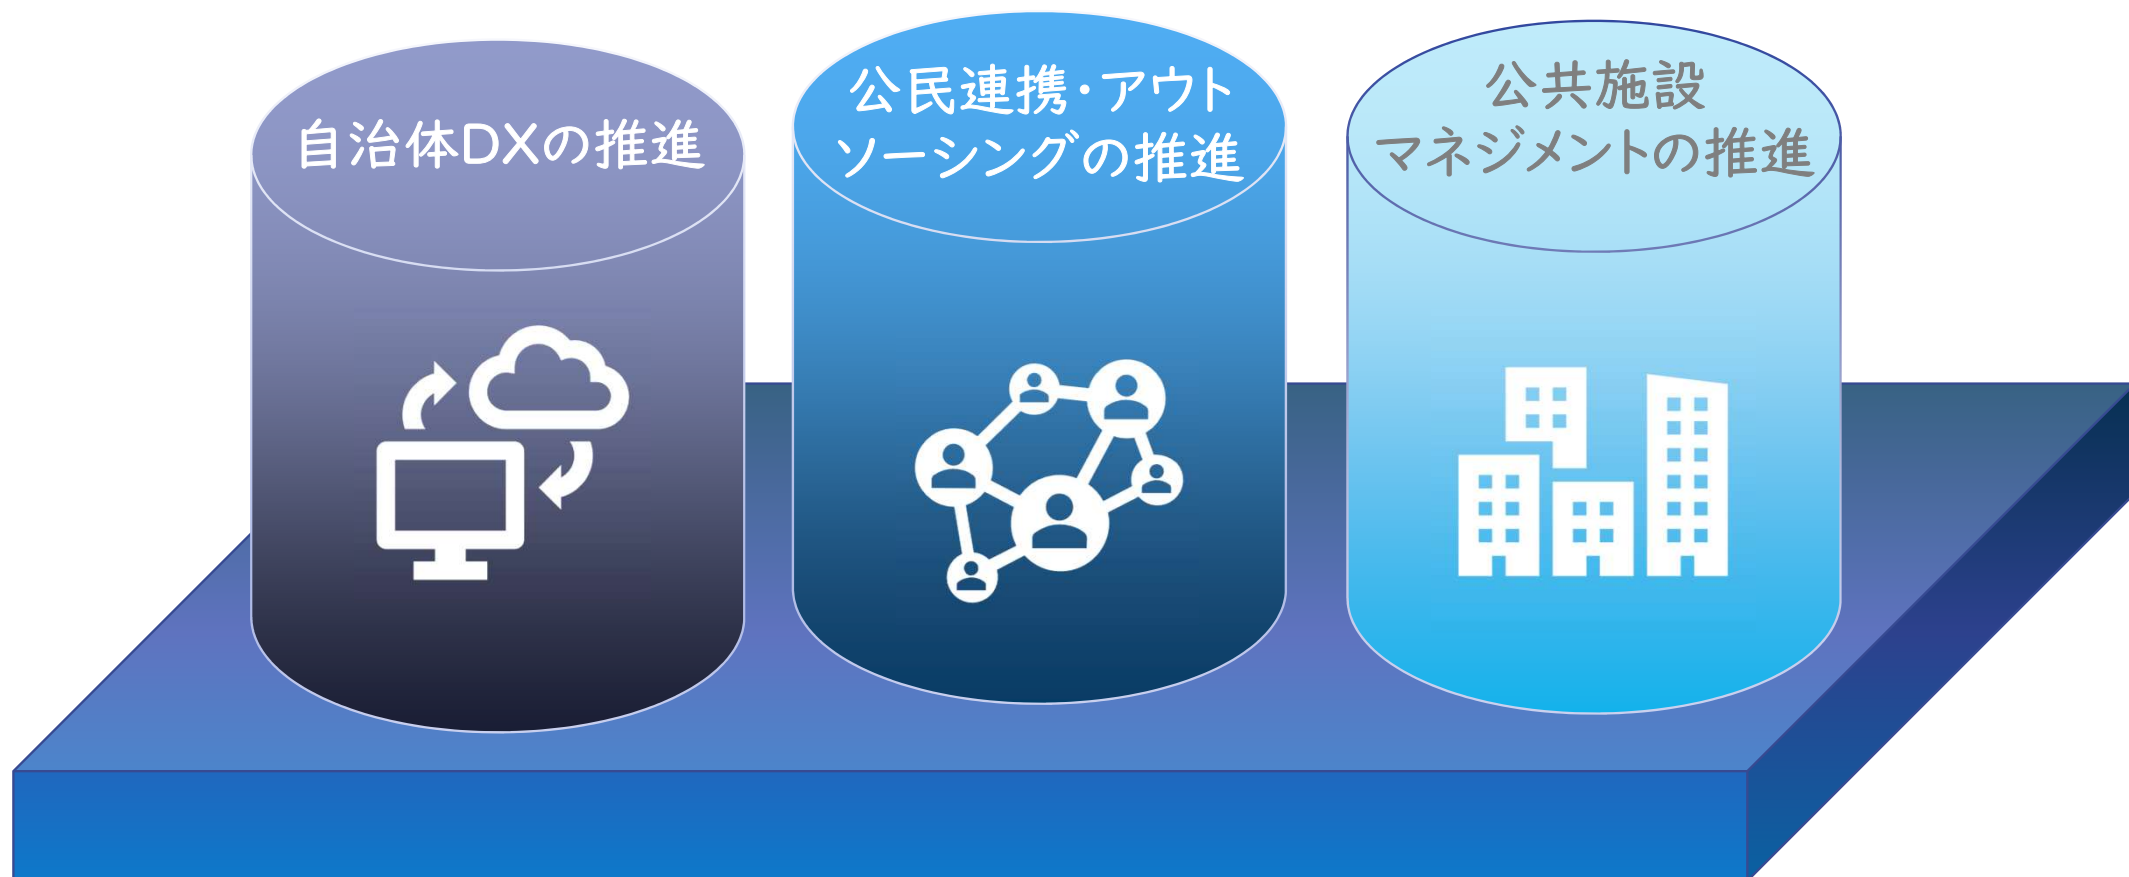 自治体DXの推進
公民連携・アウト
ソーシングの推進
公共施設
マネジメントの推進